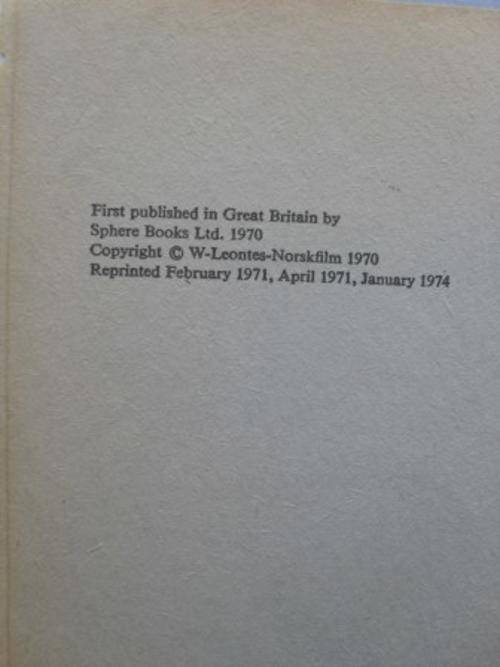 First published in Great Britain by
Sphere Books Ltd. 1970
Copyright © W-Leontes-Norskfilm 1970
Reprinted February 1971, April 1971, January 1974